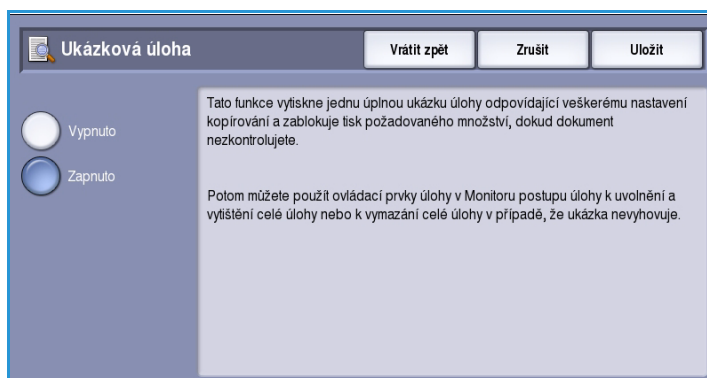 Ukázková úloha
Vrátit zpět
Zrušit
Uložit
Vypnuto
Zapnuto
Tato funkce vytiskne jednu úplnou ukázku úlohy odpovídající veškerému nastavení
kopírování a zablokuje tisk požadovaného množství, dokud dokument
nezkontrolujete.
Potom můžete použít ovládací prvky úlohy v Monitoru postupu úlohy k uvolnění a
vytištění celé úlohy nebo k vymazání celé úlohy v případě, že ukázka nevyhovuje.